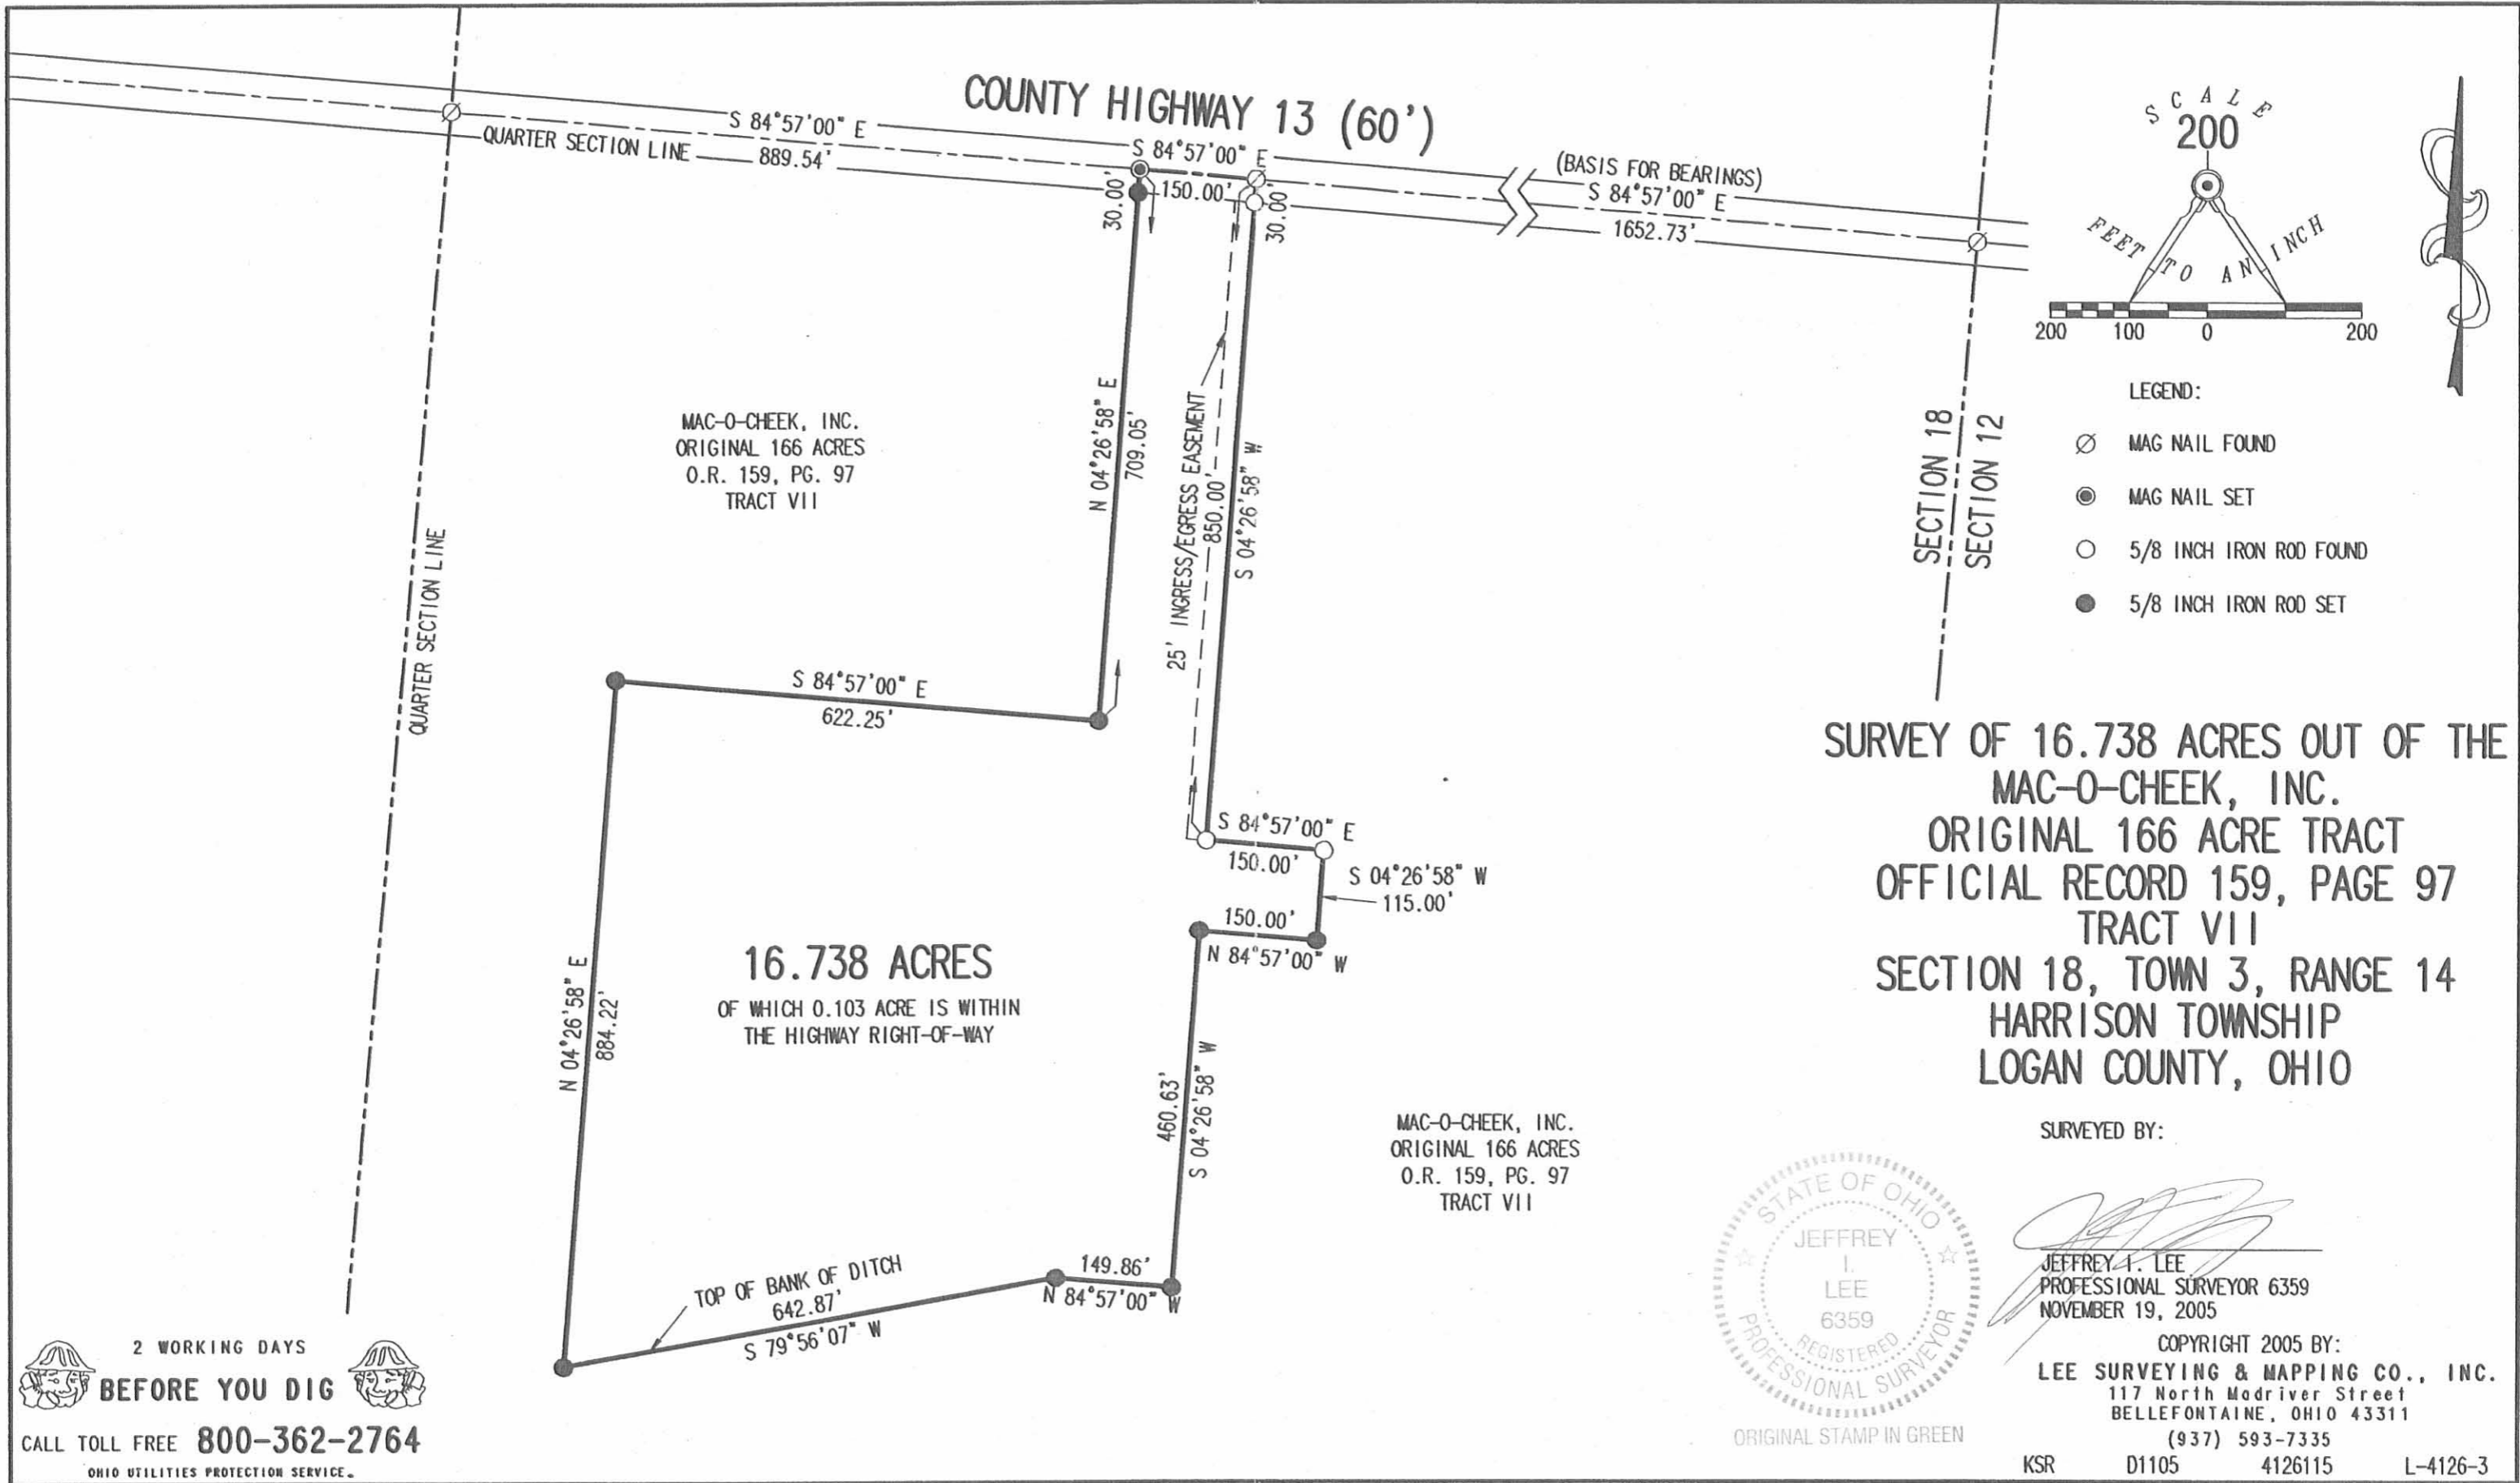 COUNTY HIGHWAY 13 (60')
S 84°57'00" E
QUARTER SECTION LINE
889.54'
S 84°57'00" E
150.00'
30.00'
30.00'
(BASIS FOR BEARINGS)
S 84°57'00" E
1652.73'
SCALE
200
FEET TO AN INCH
200 100 0 200
LEGEND:
MAG NAIL FOUND
MAG NAIL SET
5/8 INCH IRON ROD FOUND
5/8 INCH IRON ROD SET
SECTION 18
SECTION 12
QUARTER SECTION LINE
MAC-O-CHEEK, INC.
ORIGINAL 166 ACRES
O.R. 159, PG. 97
TRACT VII
N 04°26'58" E
709.05'
25' INGRESS/EGRESS EASEMENT
850.00'
S 04°26'58" W
S 84°57'00" E
622.25'
S 84°57'00" E
150.00'
S 04°26'58" W
115.00'
150.00'
N 84°57'00" W
16.738 ACRES
OF WHICH 0.103 ACRE IS WITHIN
THE HIGHWAY RIGHT-OF-WAY
N 04°26'58" E
884.22'
460.63'
S 04°26'58" W
MAC-O-CHEEK, INC.
ORIGINAL 166 ACRES
O.R. 159, PG. 97
TRACT VII
149.86'
N 84°57'00" W
TOP OF BANK OF DITCH
642.87'
S 79°56'07" W
SURVEY OF 16.738 ACRES OUT OF THE
MAC-O-CHEEK, INC.
ORIGINAL 166 ACRE TRACT
OFFICIAL RECORD 159, PAGE 97
TRACT VII
SECTION 18, TOWN 3, RANGE 14
HARRISON TOWNSHIP
LOGAN COUNTY, OHIO
SURVEYED BY:
JEFFREY I. LEE
PROFESSIONAL SURVEYOR 6359
NOVEMBER 19, 2005
COPYRIGHT 2005 BY:
LEE SURVEYING & MAPPING CO., INC.
117 North Madriver Street
BELLEFONTAINE, OHIO 43311
(937) 593-7335
KSR D1105 4126115 L-4126-3
STATE OF OHIO
JEFFREY
I.
LEE
6359
REGISTERED
PROFESSIONAL SURVEYOR
ORIGINAL STAMP IN GREEN
2 WORKING DAYS
BEFORE YOU DIG
CALL TOLL FREE 800-362-2764
OHIO UTILITIES PROTECTION SERVICE.